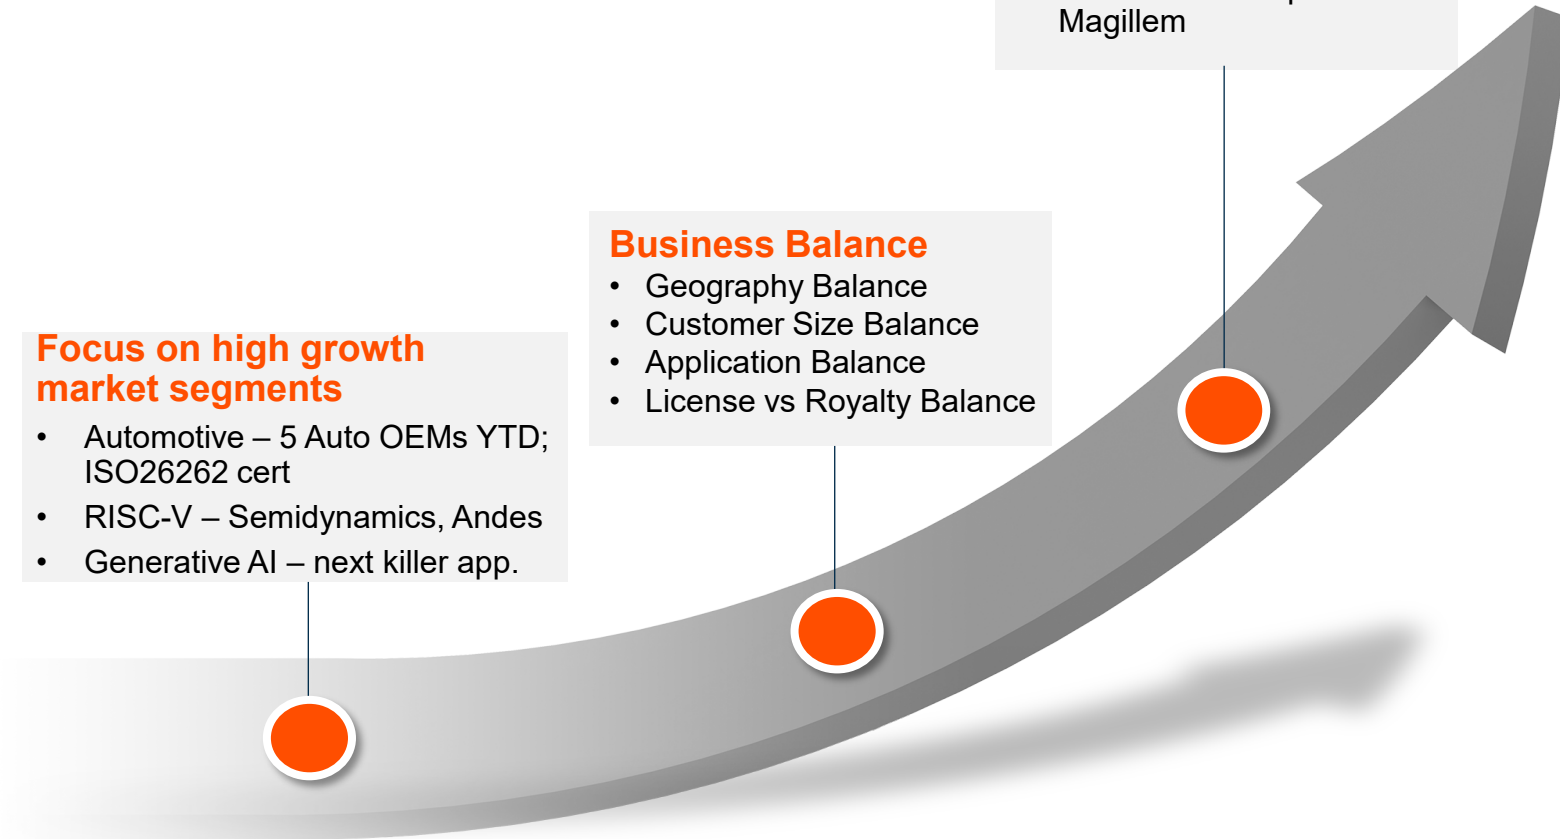 Magillem
Business Balance
• Geography Balance
• Customer Size Balance
• Application Balance
• License vs Royalty Balance
Focus on high growth
market segments
• Automotive – 5 Auto OEMs YTD;
ISO26262 cert
• RISC-V – Semidynamics, Andes
• Generative AI – next killer app.